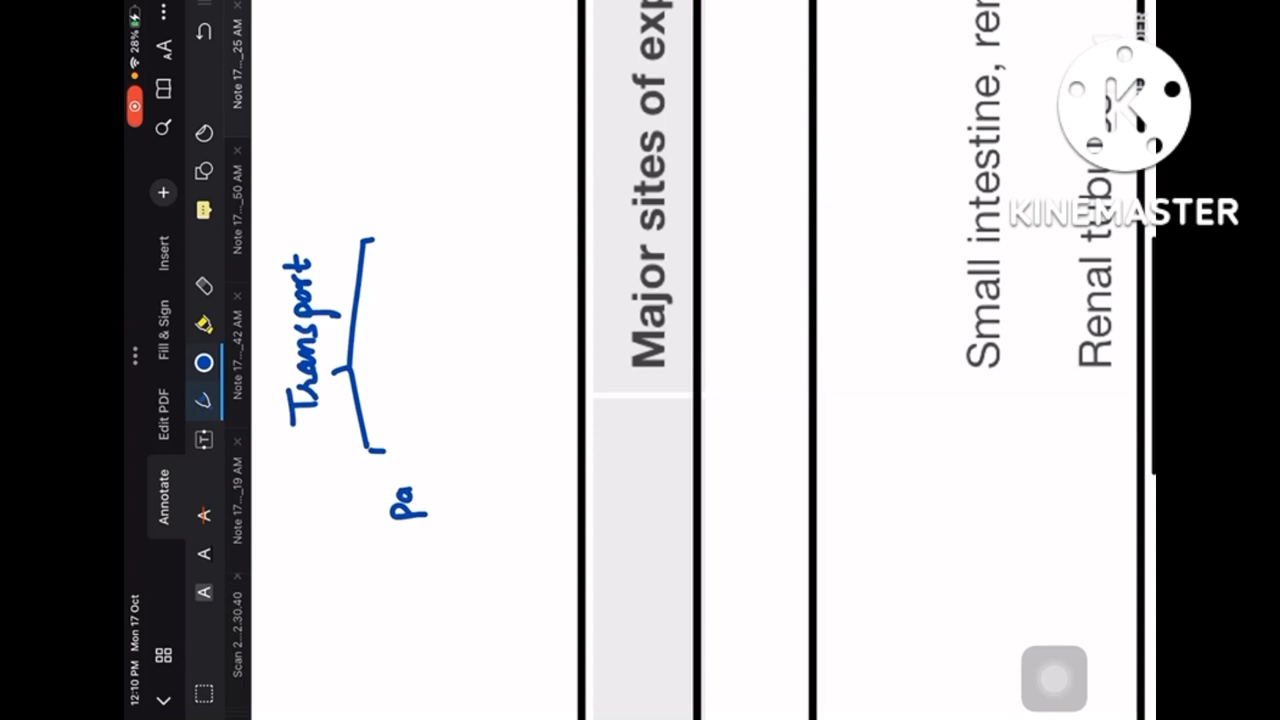 12:10 PM Mon 17 Oct
28%
Annotate
Edit PDF
Fill & Sign
Insert
Scan 2...2.30.40
Note 17..._19 AM
Note 17..._42 AM
Note 17..._50 AM
Note 17..._25 AM
Transport
Pa
Major sites of exp
Small intestine, ren
Renal tubu
KINEMASTER